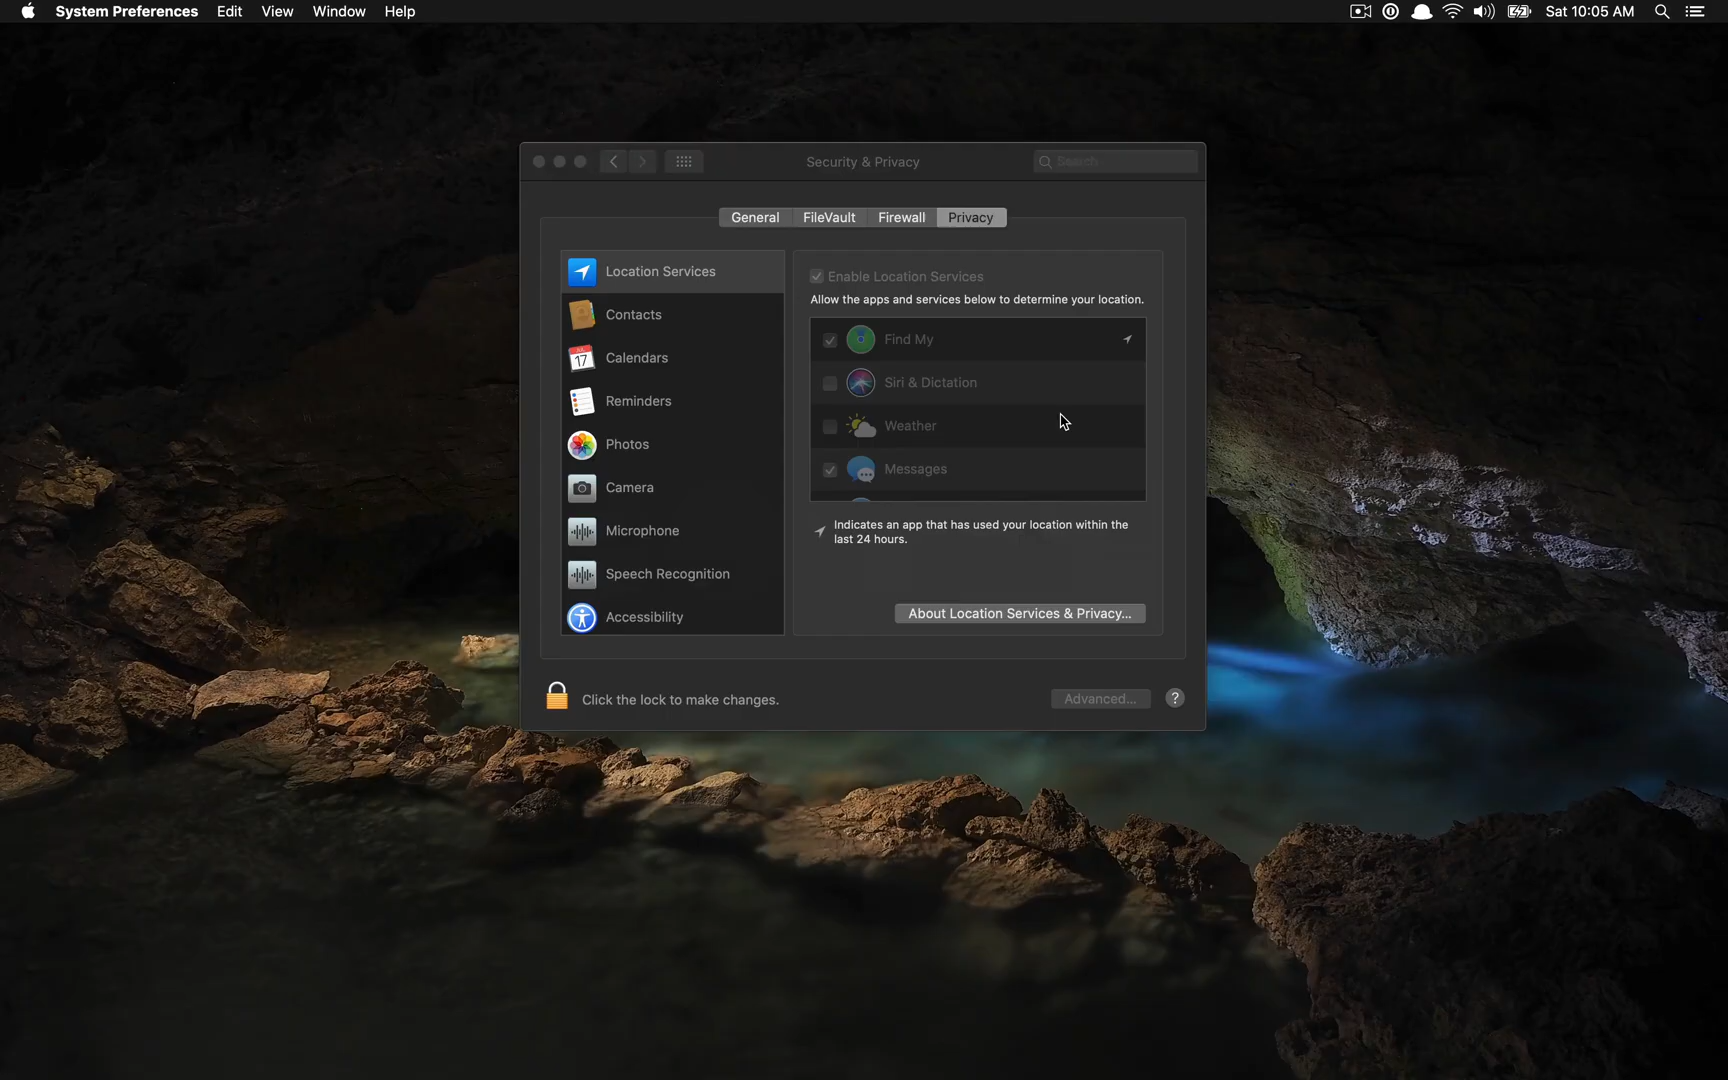 System Preferences Edit View Window Help Sat 10:05 AM
Security & Privacy Search
General FileVault Firewall Privacy
Location Services
Contacts
JUL
17
Calendars
Reminders
Photos
Camera
Microphone
Speech Recognition
Accessibility
Enable Location Services
Allow the apps and services below to determine your location.
Find My
Siri & Dictation
Weather
Messages
Indicates an app that has used your location within the
last 24 hours.
About Location Services & Privacy...
Click the lock to make changes.
Advanced... ?